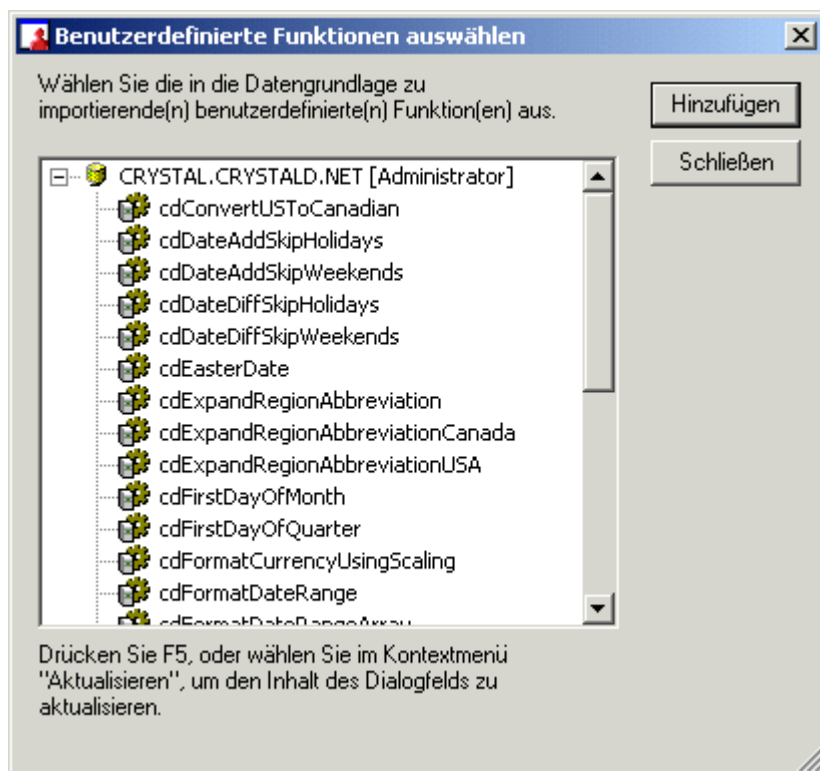 Benutzerdefinierte Funktionen auswählen
Wählen Sie die in die Datengrundlage zu
importierende(n) benutzerdefinierte(n) Funktion(en) aus.
Hinzufügen
Schließen
CRYSTAL.CRYSTALD.NET [Administrator]
cdConvertUSToCanadian
cdDateAddSkipHolidays
cdDateAddSkipWeekends
cdDateDiffSkipHolidays
cdDateDiffSkipWeekends
cdEasterDate
cdExpandRegionAbbreviation
cdExpandRegionAbbreviationCanada
cdExpandRegionAbbreviationUSA
cdFirstDayOfMonth
cdFirstDayOfQuarter
cdFormatCurrencyUsingScaling
cdFormatDateRange
cdFormatDateRangeArray
Drücken Sie F5, oder wählen Sie im Kontextmenü
"Aktualisieren", um den Inhalt des Dialogfelds zu
aktualisieren.